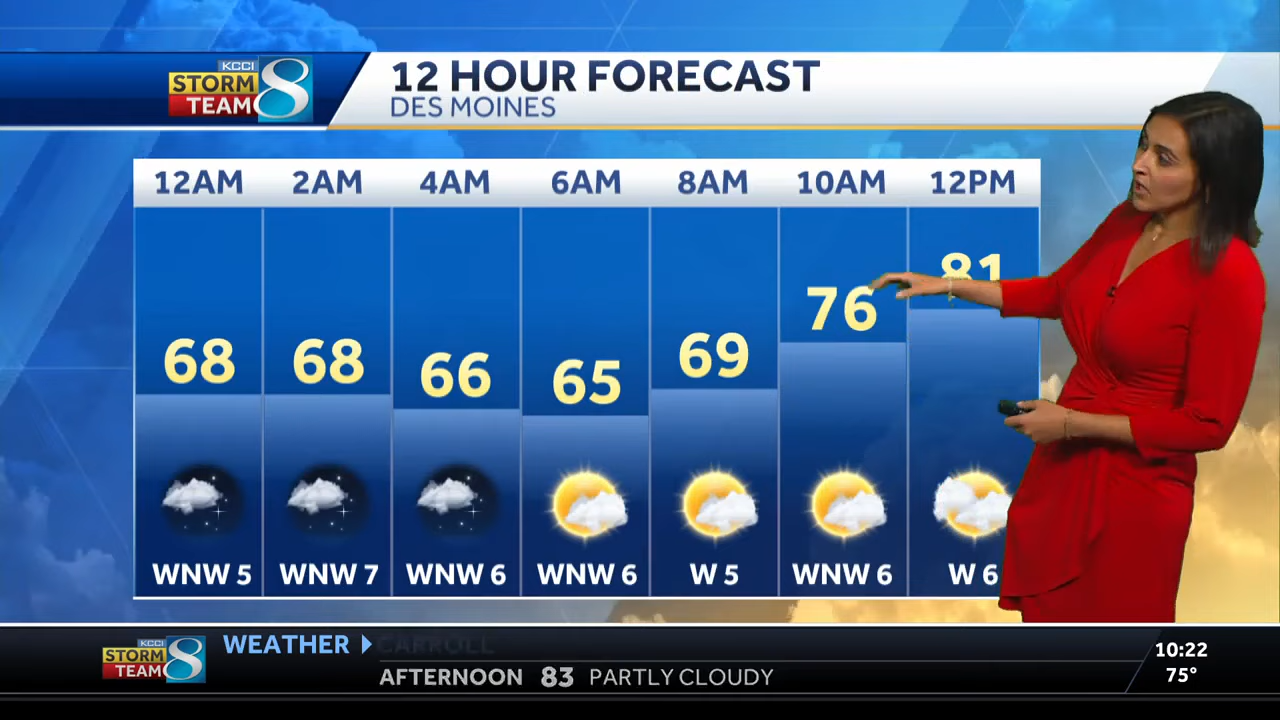 KCCI
STORM
TEAM 8
12 HOUR FORECAST
DES MOINES
12AM 2AM 4AM 6AM 8AM 10AM 12PM
68 68 66 65 69 76 81
WNW 5 WNW 7 WNW 6 WNW 6 W 5 WNW 6 W 6
KCCI
STORM
TEAM 8
WEATHER
CARROLL
AFTERNOON 83 PARTLY CLOUDY
10:22
75°